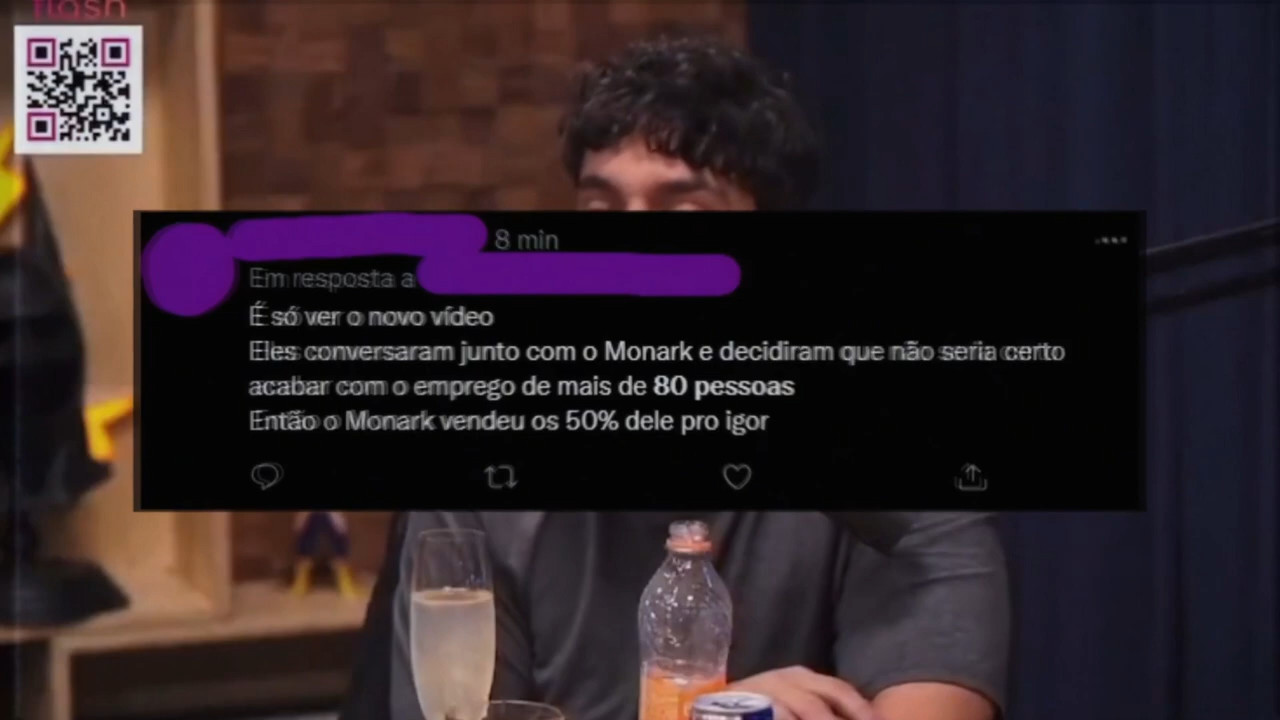 flash
8 min
Em resposta a
É só ver o novo vídeo
Eles conversaram junto com o Monark e decidiram que não seria certo
acabar com o emprego de mais de 80 pessoas
Então o Monark vendeu os 50% dele pro igor